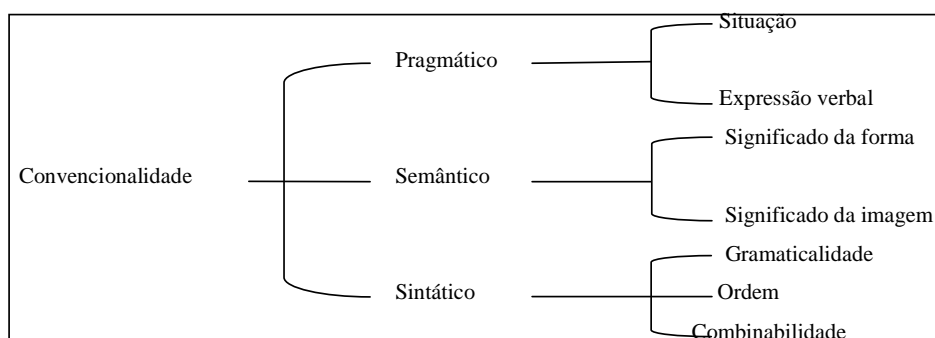 Situação
Pragmático
Expressão verbal
Significado da forma
Convencionalidade
Semântico
Significado da imagem
Gramaticalidade
Sintático
Ordem
Combinabilidade